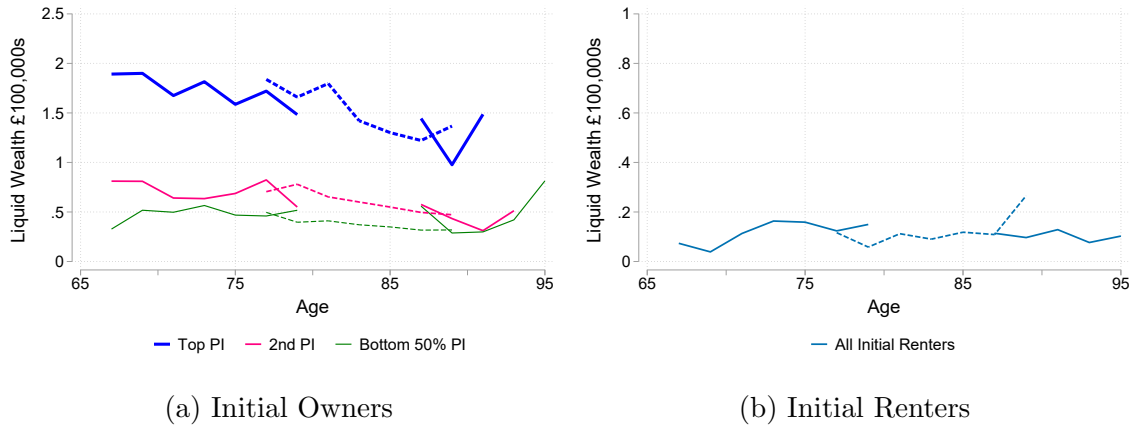 2.5
2
1.5
1
.5
0
Liquid Wealth £100,000s
65
75
85
95
Age
Top PI
2nd PI
Bottom 50% PI
(a) Initial Owners
1
.8
.6
.4
.2
0
Liquid Wealth £100,000s
65
75
85
95
Age
All Initial Renters
(b) Initial Renters